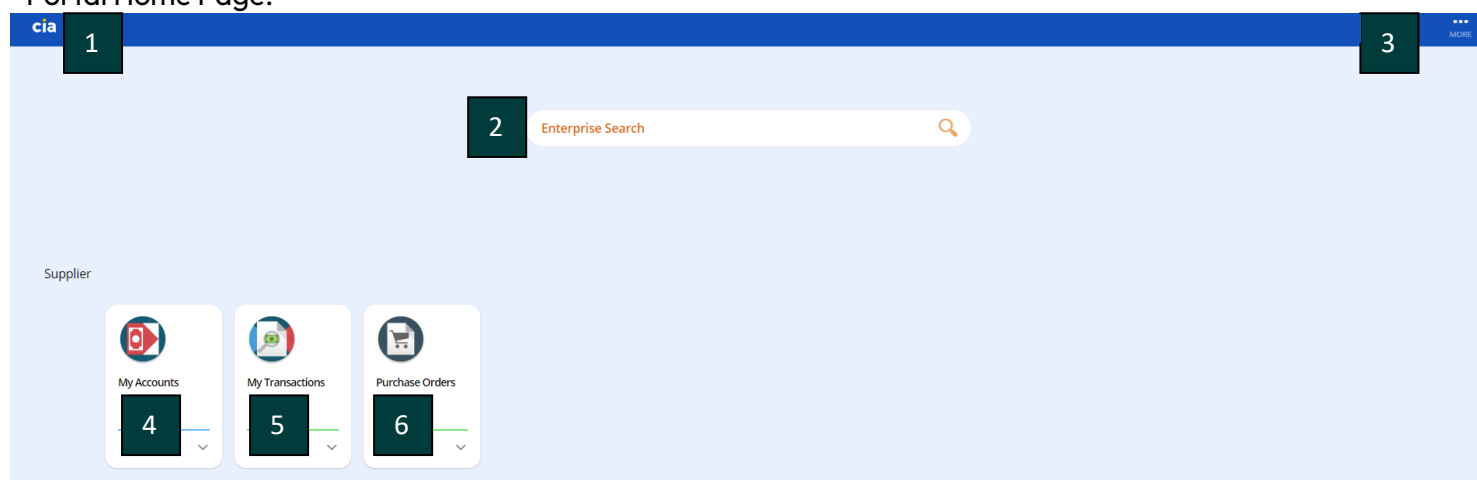 Portal Home Page.
cia
1
3
MORE
2
Enterprise Search
Supplier
My Accounts
My Transactions
Purchase Orders
4
5
6